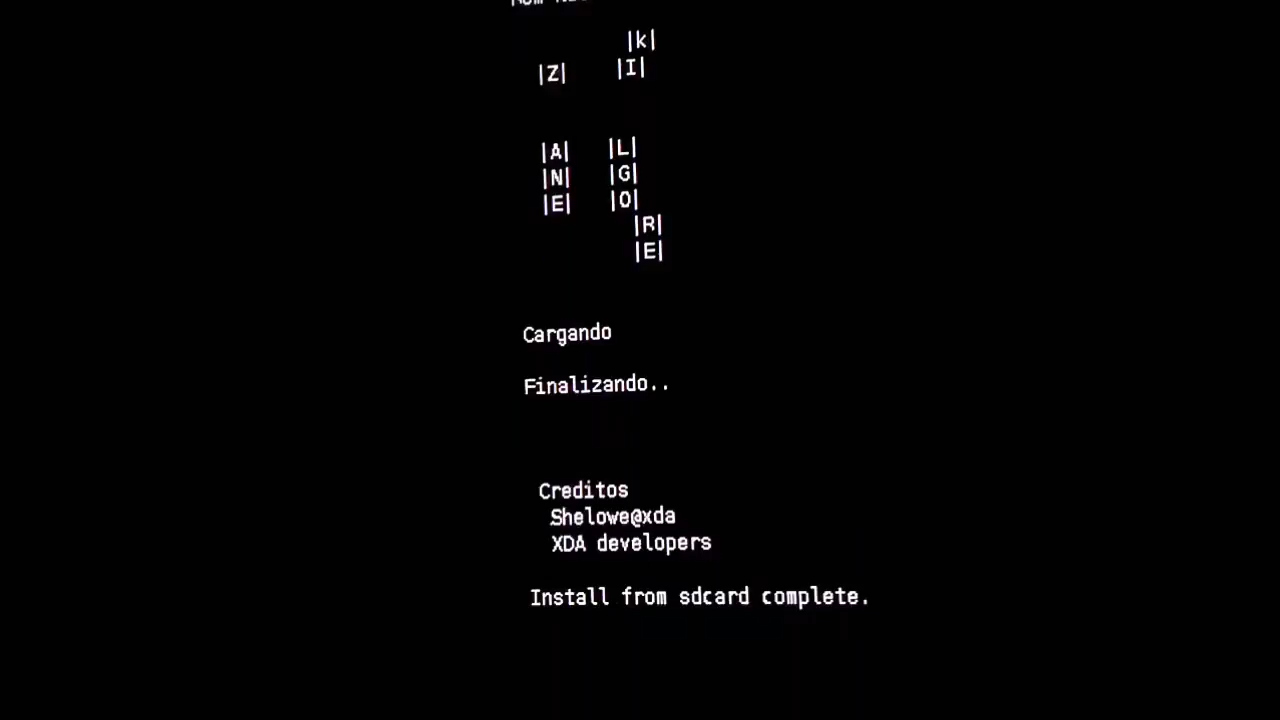 |k|
|Z| |I|
|A| |L|
|N| |G|
|E| |O|
|R|
|E|
Cargando
Finalizando..
Creditos
Shelowe@xda
XDA developers
Install from sdcard complete.